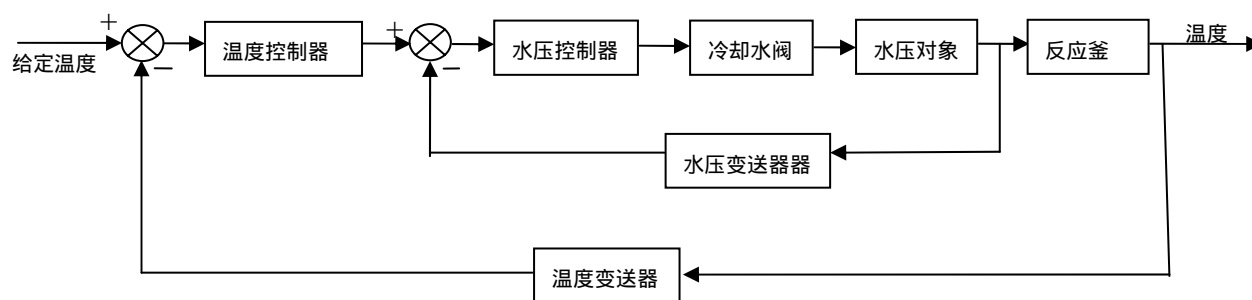 +
给定温度
－
温度控制器
+
－
水压控制器
冷却水阀
水压对象
反应釜
温度
水压变送器器
温度变送器